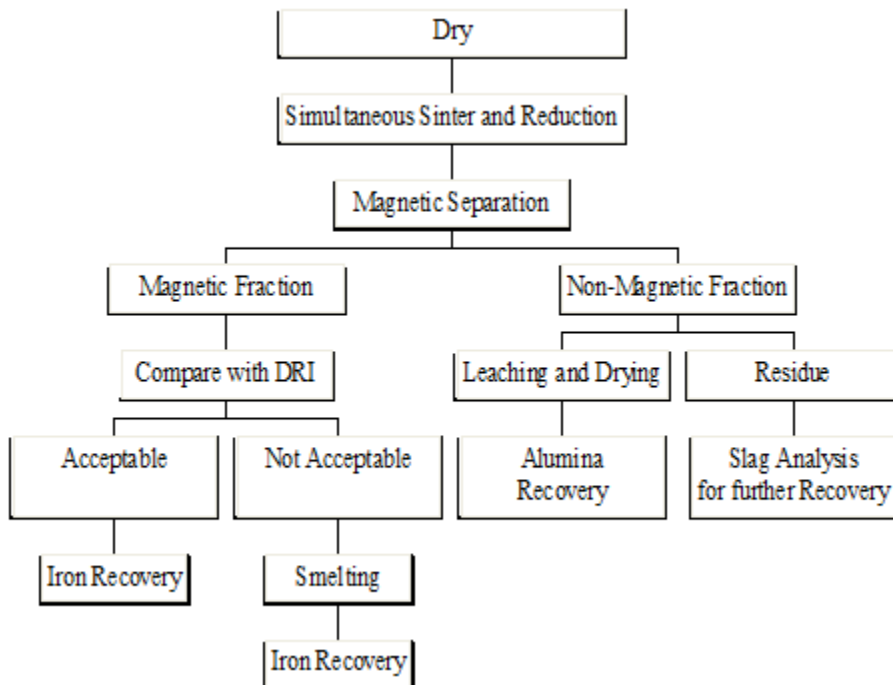 Dry
Simultaneous Sinter and Reduction
Magnetic Separation
Magnetic Fraction
Non-Magnetic Fraction
Compare with DRI
Leaching and Drying
Residue
Acceptable
Not Acceptable
Alumina
Recovery
Slag Analysis
for further Recovery
Iron Recovery
Smelting
Iron Recovery